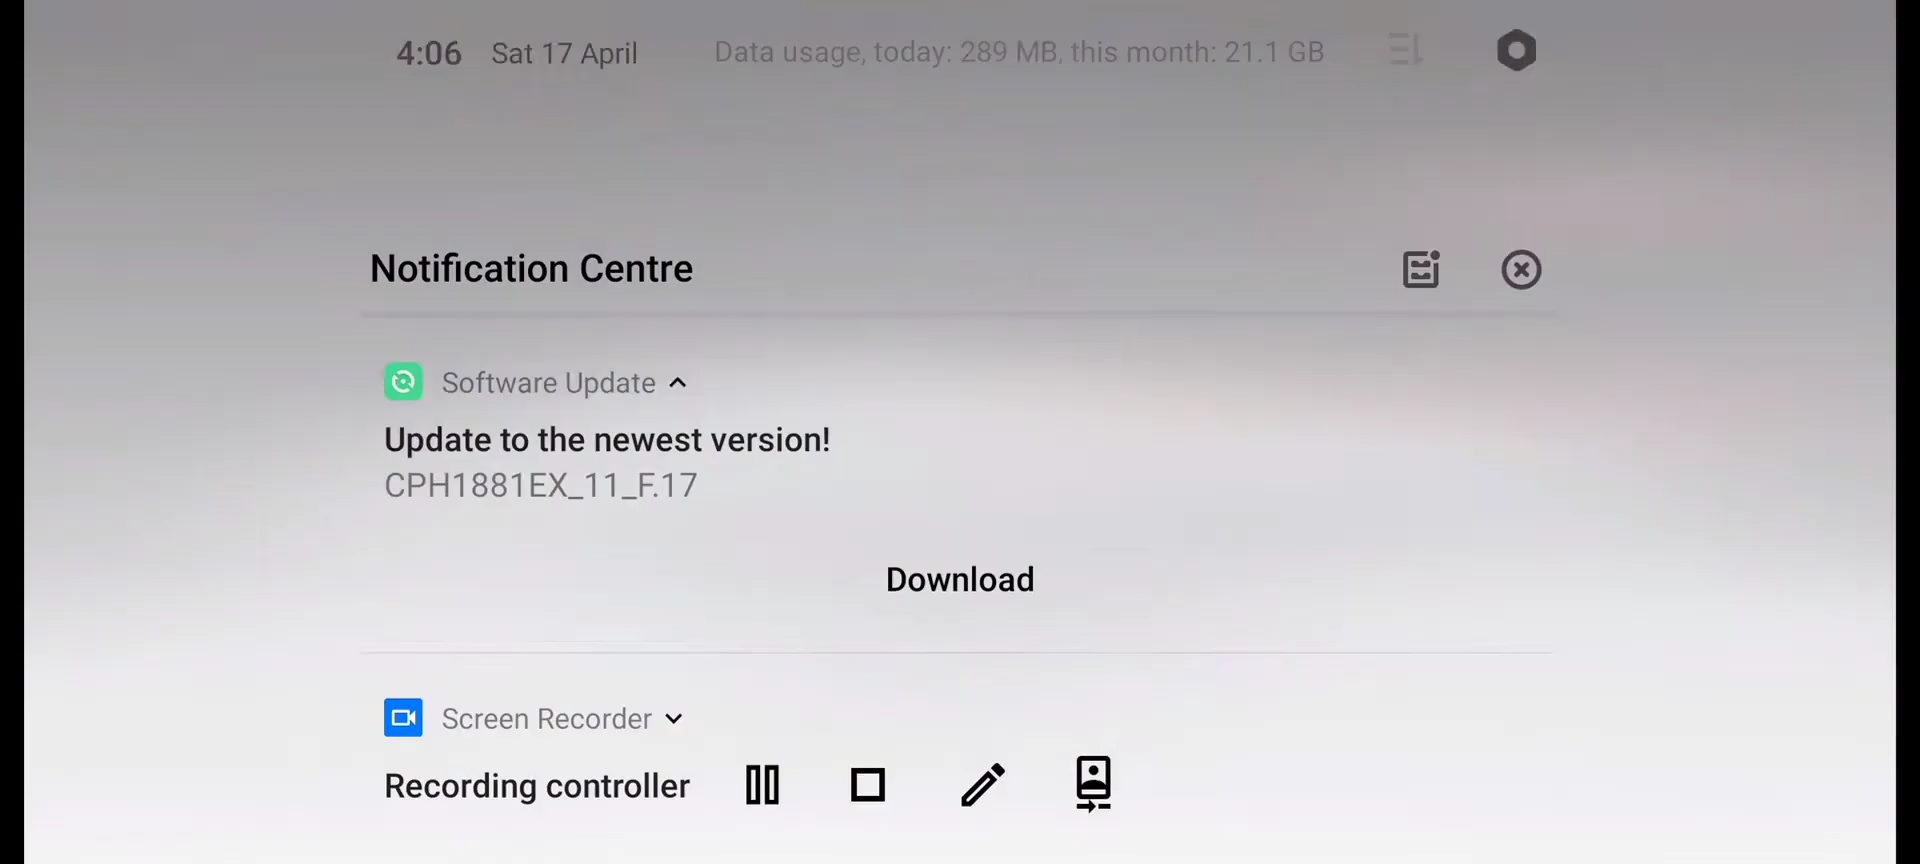 4:06 Sat 17 April Data usage, today: 289 MB, this month: 21.1 GB
Notification Centre
Software Update
Update to the newest version!
CPH1881EX_11_F.17
Download
Screen Recorder
Recording controller